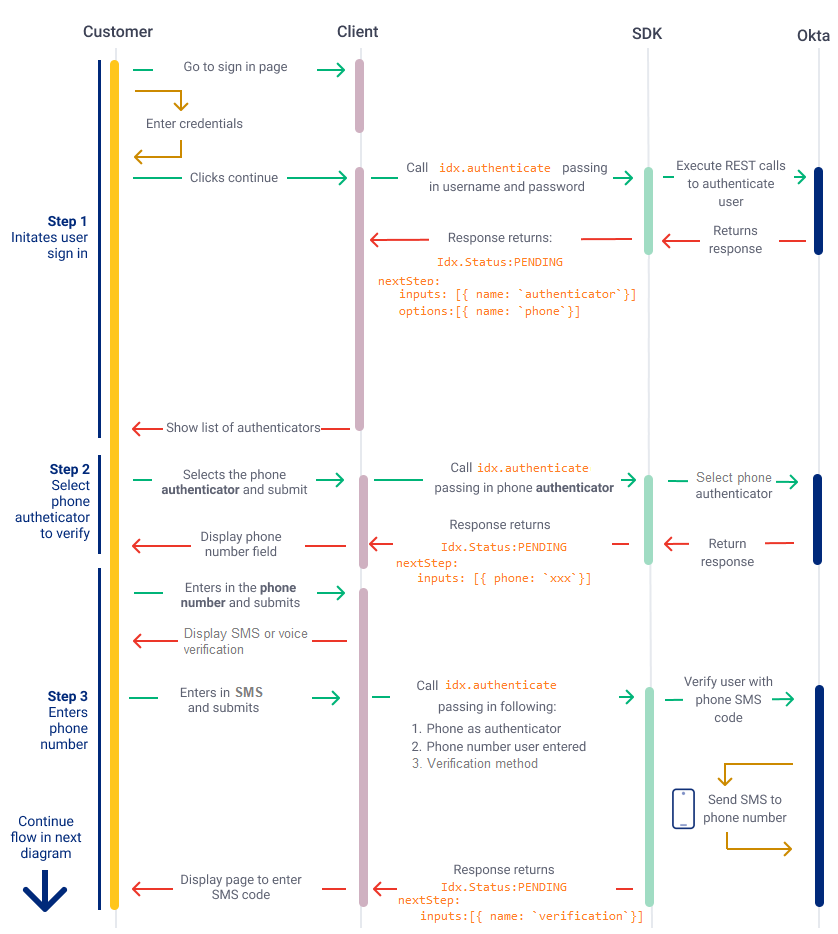 Customer
Client
SDK
Okta
Go to sign in page
Enter credentials
Clicks continue
Call idx.authenticate passing
in username and password
Execute REST calls
to authenticate
user
Step 1
Initates user
sign in
Response returns:
Idx.Status:PENDING
nextStep:
inputs: [{ name: `authenticator`}]
options:[{ name: `phone`}]
Returns
response
Show list of authenticators
Step 2
Select
phone
autheticator
to verify
Selects the phone
authenticator and submit
Call idx.authenticate
passing in phone authenticator
Select phone
authenticator
Display phone
number field
Response returns
Idx.Status:PENDING
nextStep:
inputs: [{ phone: `xxx`}]
Return
response
Enters in the phone
number and submits
Display SMS or voice
verification
Step 3
Enters
phone
number
Enters in SMS
and submits
Call idx.authenticate
passing in following:
1. Phone as authenticator
2. Phone number user entered
3. Verification method
Verify user with
phone SMS
code
Send SMS to
phone number
Continue
flow in next
diagram
Display page to enter
SMS code
Response returns
Idx.Status:PENDING
nextStep:
inputs:[{ name: `verification`}]